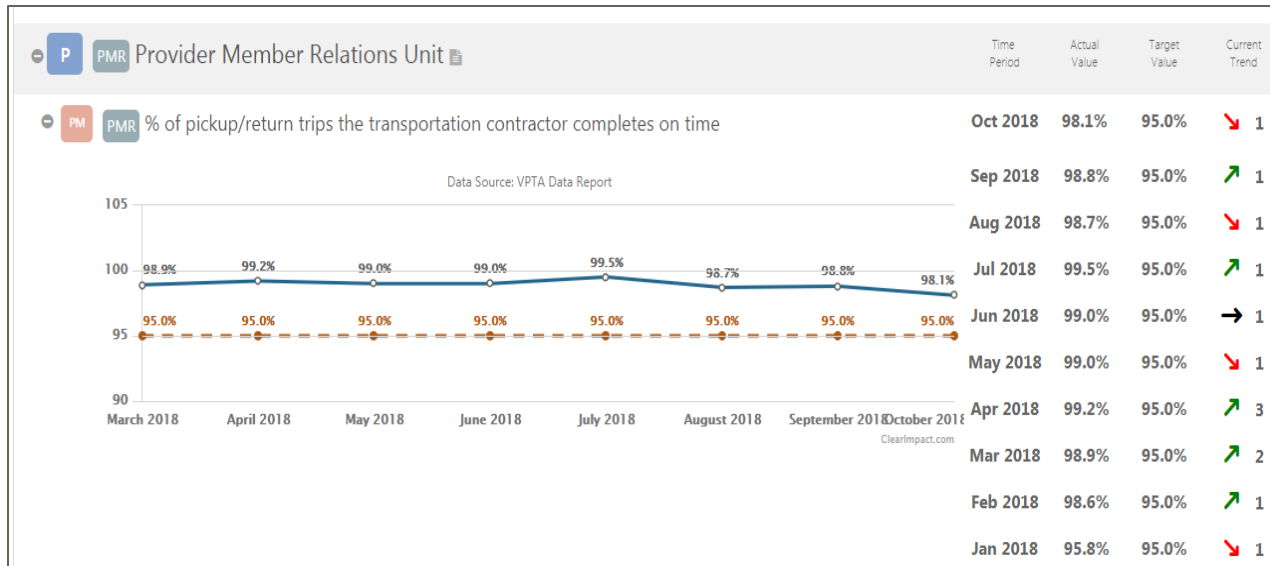 P PMR Provider Member Relations Unit
Time Period Actual Value Target Value Current Trend
PM PMR % of pickup/return trips the transportation contractor completes on time
Data Source: VPTA Data Report
105
100
95
90
98.9% 99.2% 99.0% 99.0% 99.5% 98.7% 98.8% 98.1%
95.0% 95.0% 95.0% 95.0% 95.0% 95.0% 95.0% 95.0%
March 2018 April 2018 May 2018 June 2018 July 2018 August 2018 September 2018 October 2018
ClearImpact.com
Oct 2018 98.1% 95.0% ↘ 1
Sep 2018 98.8% 95.0% ↗ 1
Aug 2018 98.7% 95.0% ↘ 1
Jul 2018 99.5% 95.0% ↗ 1
Jun 2018 99.0% 95.0% → 1
May 2018 99.0% 95.0% ↘ 1
Apr 2018 99.2% 95.0% ↗ 3
Mar 2018 98.9% 95.0% ↗ 2
Feb 2018 98.6% 95.0% ↗ 1
Jan 2018 95.8% 95.0% ↘ 1